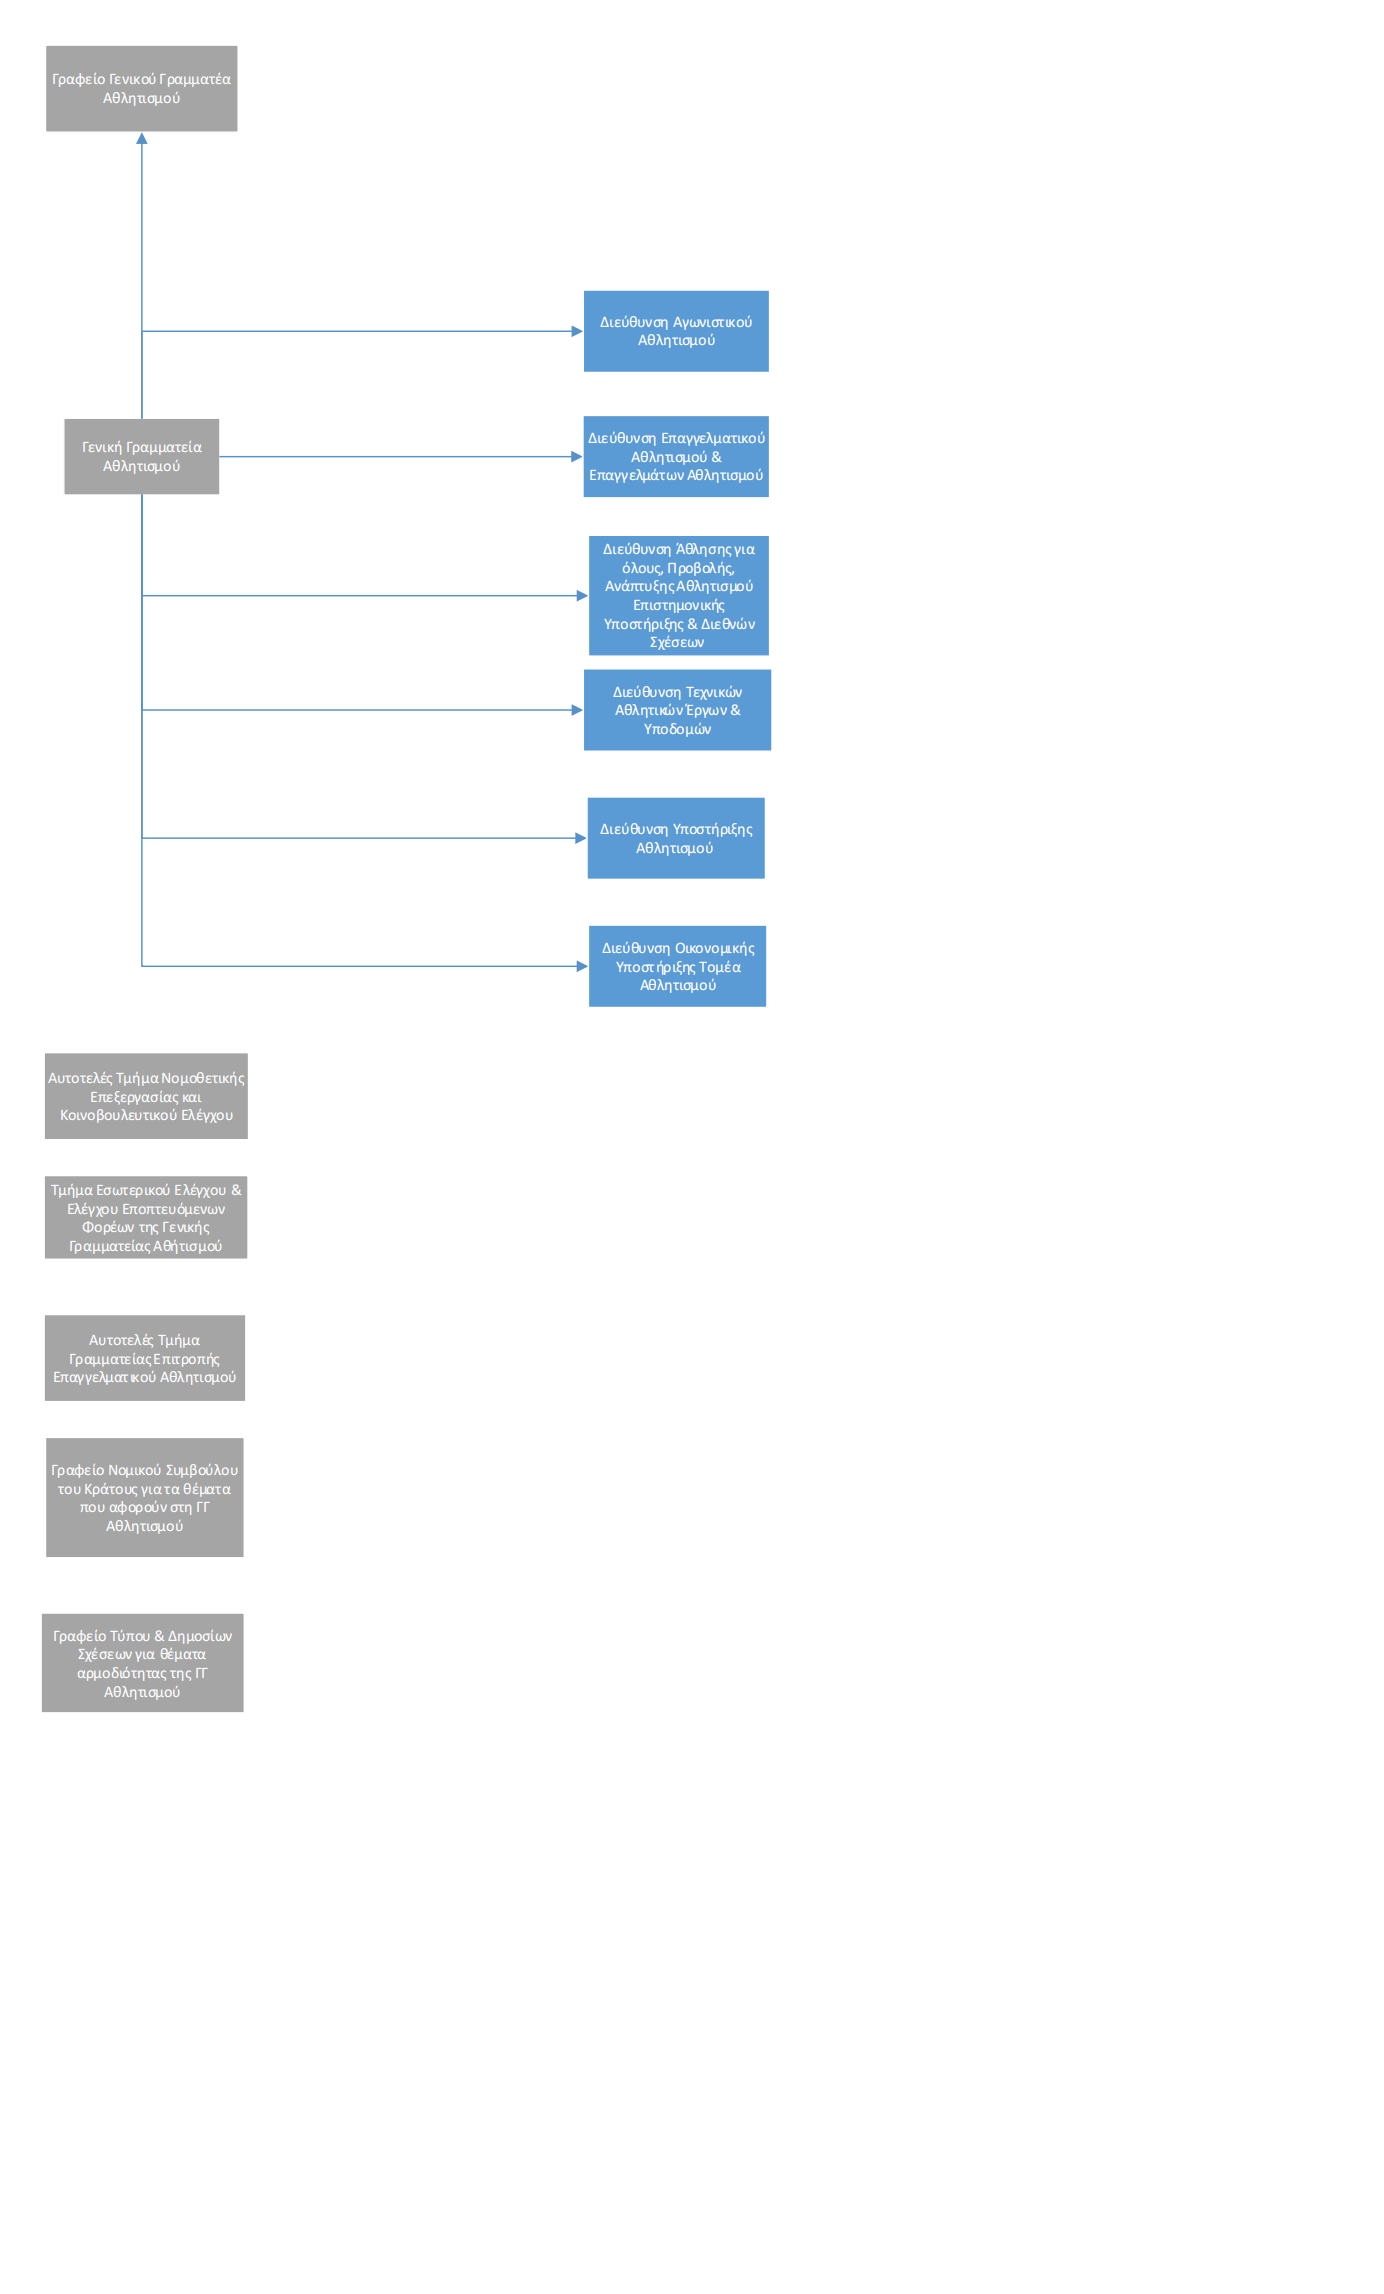 Γραφείο Γενικού Γραμματέα
Αθλητισμού
Διεύθυνση Αγωνιστικού
Αθλητισμού
Γενική Γραμματεία
Αθλητισμού
Διεύθυνση Επαγγελματικού
Αθλητισμού &
Επαγγελμάτων Αθλητισμού
Διεύθυνση Άθλησης για
όλους, Προβολής,
Ανάπτυξης Αθλητισμού
Επιστημονικής
Υποστήριξης & Διεθνών
Σχέσεων
Διεύθυνση Τεχνικών
Αθλητικών Έργων &
Υποδομών
Διεύθυνση Υποστήριξης
Αθλητισμού
Διεύθυνση Οικονομικής
Υποστήριξης Τομέα
Αθλητισμού
Αυτοτελές Τμήμα Νομοθετικής
Επεξεργασίας και
Κοινοβουλευτικού Ελέγχου
Τμήμα Εσωτερικού Ελέγχου &
Ελέγχου Εποπτευόμενων
Φορέων της Γενικής
Γραμματείας Αθήτισμού
Αυτοτελές Τμήμα
Γραμματείας Επιτροπής
Επαγγελματικού Αθλητισμού
Γραφείο Νομικού Συμβούλου
του Κράτους για τα θέματα
που αφορούν στη ΓΓ
Αθλητισμού
Γραφείο Τύπου & Δημοσίων
Σχέσεων για θέματα
αρμοδιότητας της ΓΓ
Αθλητισμού